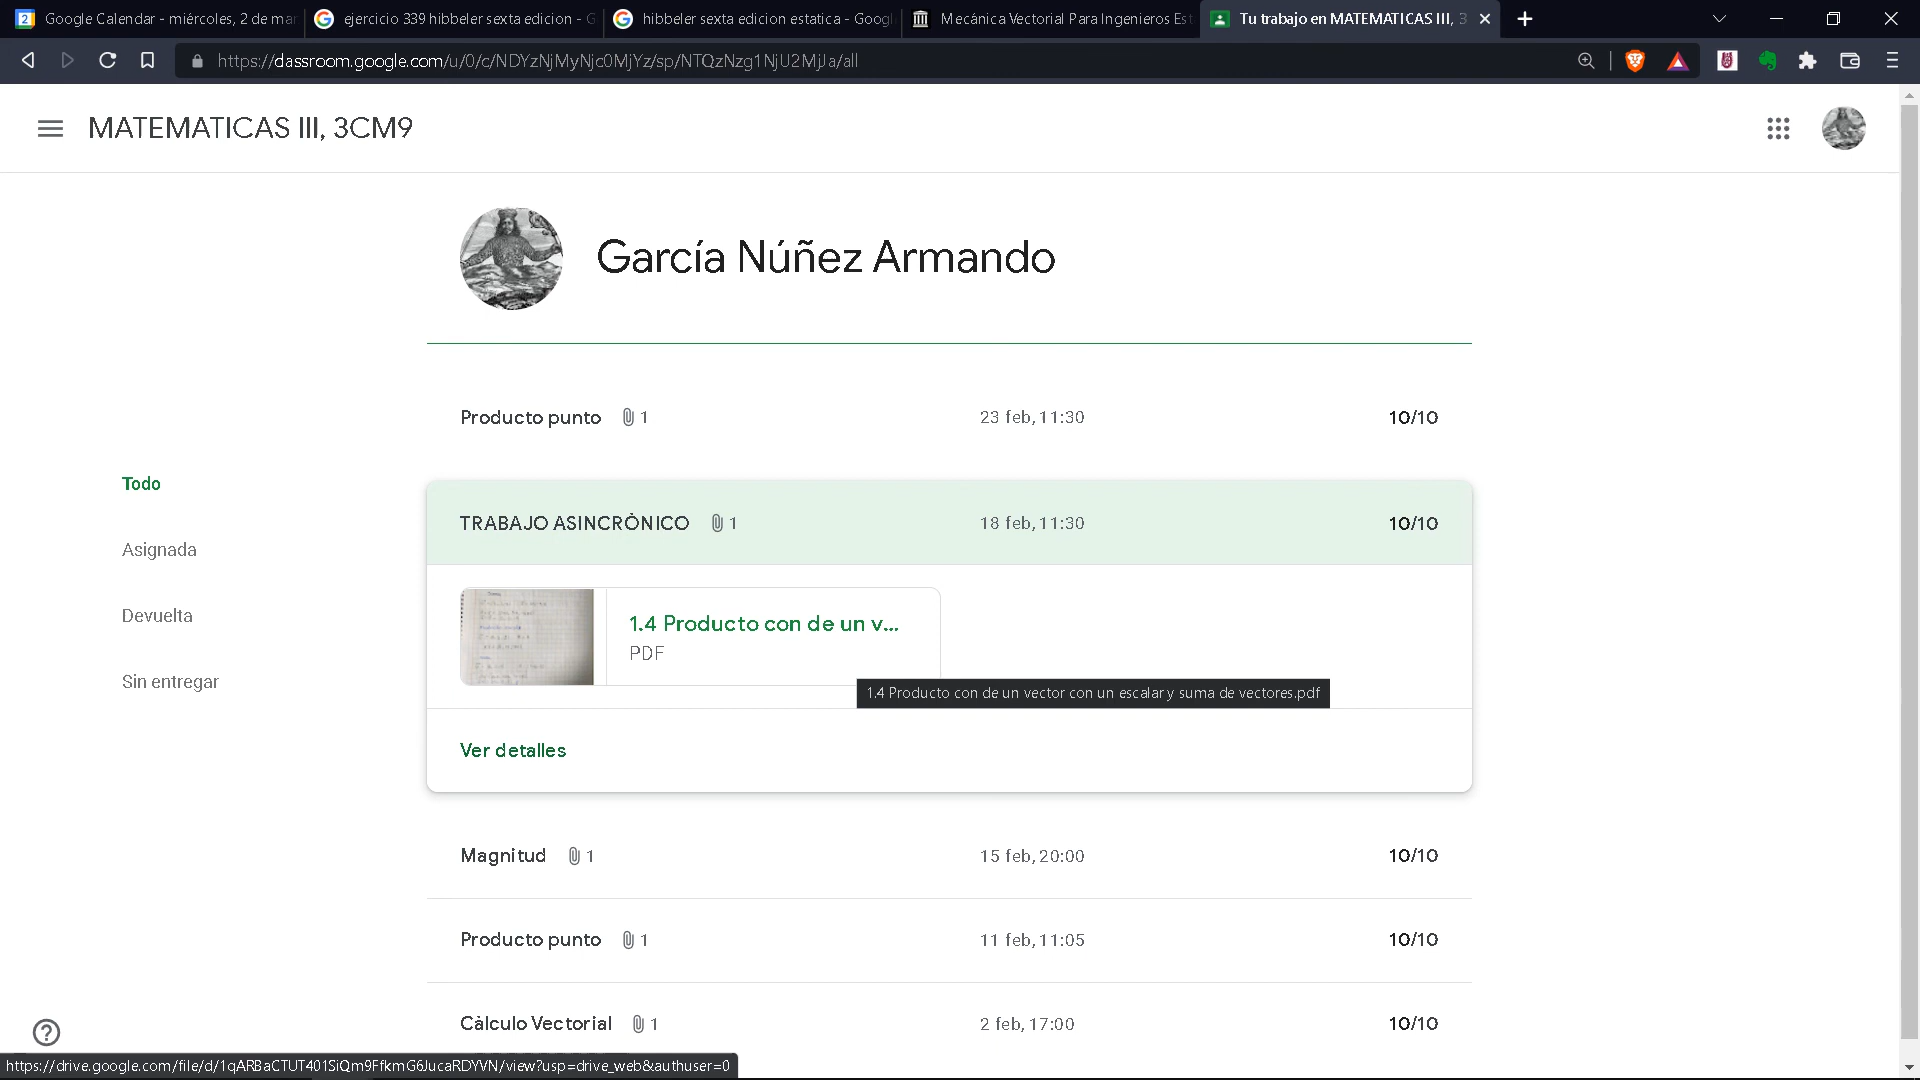 Google Calendar - miércoles, 2 de mar
ejercicio 339 hibbeler sexta edicion - G
hibbeler sexta edicion estatica - Googl
Mecánica Vectorial Para Ingenieros Est
Tu trabajo en MATEMATICAS III, 3
https://classroom.google.com/u/0/c/NDYzNjMyNjc0MjYz/sp/NTQzNzg1NjU2MjJa/all
MATEMATICAS III, 3CM9
García Núñez Armando
Producto punto 1 23 feb, 11:30 10/10
Todo
Asignada
Devuelta
Sin entregar
TRABAJO ASINCRÒNICO 1 18 feb, 11:30 10/10
1.4 Producto con de un v...
PDF
1.4 Producto con de un vector con un escalar y suma de vectores.pdf
Ver detalles
Magnitud 1 15 feb, 20:00 10/10
Producto punto 1 11 feb, 11:05 10/10
Càlculo Vectorial 1 2 feb, 17:00 10/10
https://drive.google.com/file/d/1qARBaCTUT401SiQm9FfkmG6JucaRDYVN/view?usp=drive_web&authuser=0